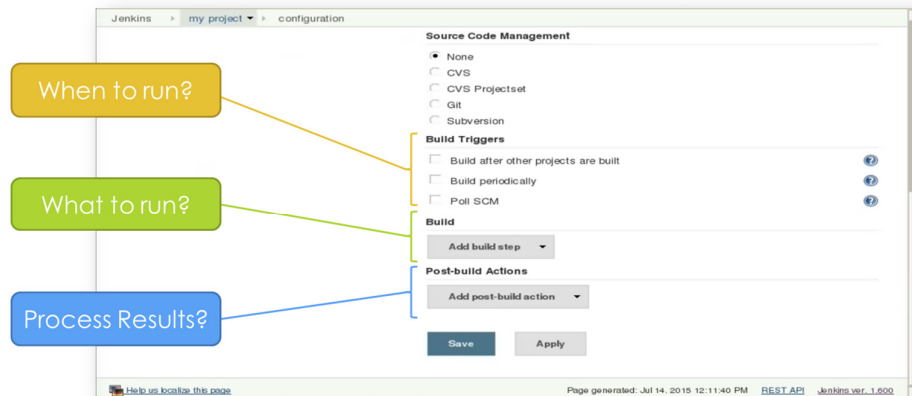 Jenkins my project configuration
Source Code Management
None
CVS
CVS Projectset
Git
Subversion
When to run?
Build Triggers
Build after other projects are built
Build periodically
Poll SCM
What to run?
Build
Add build step
Post-build Actions
Add post-build action
Process Results?
Save Apply
Help us localize this page Page generated: Jul 14, 2015 12:11:40 PM REST API Jenkins ver. 1.600